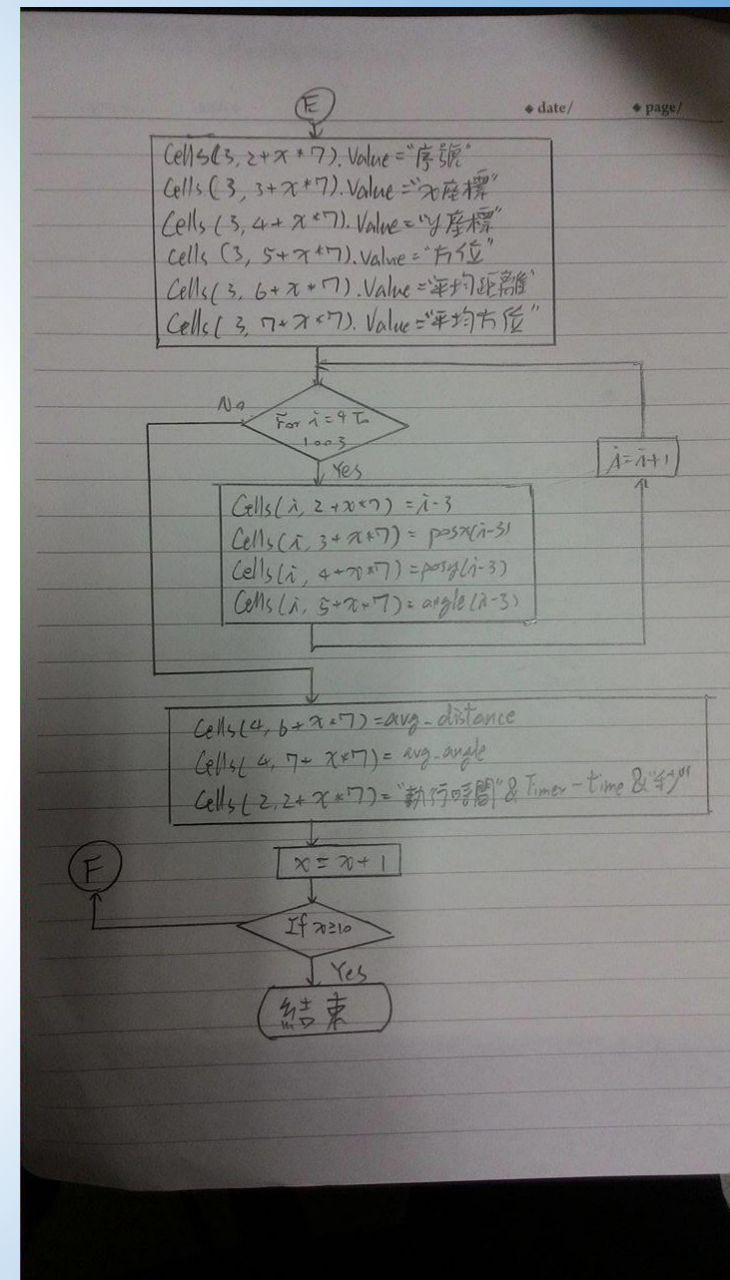 E
◆ date/ ◆ page/
Cells(3, 2+x*7).Value="序號"
Cells(3, 3+x*7).Value="x座標"
Cells(3, 4+x*7).Value="y座標"
Cells(3, 5+x*7).Value="方位"
Cells(3, 6+x*7).Value="平均距離"
Cells(3, 7+x*7).Value="平均方位"
No
For i=4 To
1003
i=i+1
Yes
Cells(i, 2+x*7)=i-3
Cells(i, 3+x*7)=posx(i-3)
Cells(i, 4+x*7)=posy(i-3)
Cells(i, 5+x*7)=angle(i-3)
Cells(4, 6+x*7)=avg_distance
Cells(4, 7+x*7)=avg_angle
Cells(2,2+x*7)="執行時間"&Timer-time&"秒"
F
x=x+1
If x≥10
Yes
結束